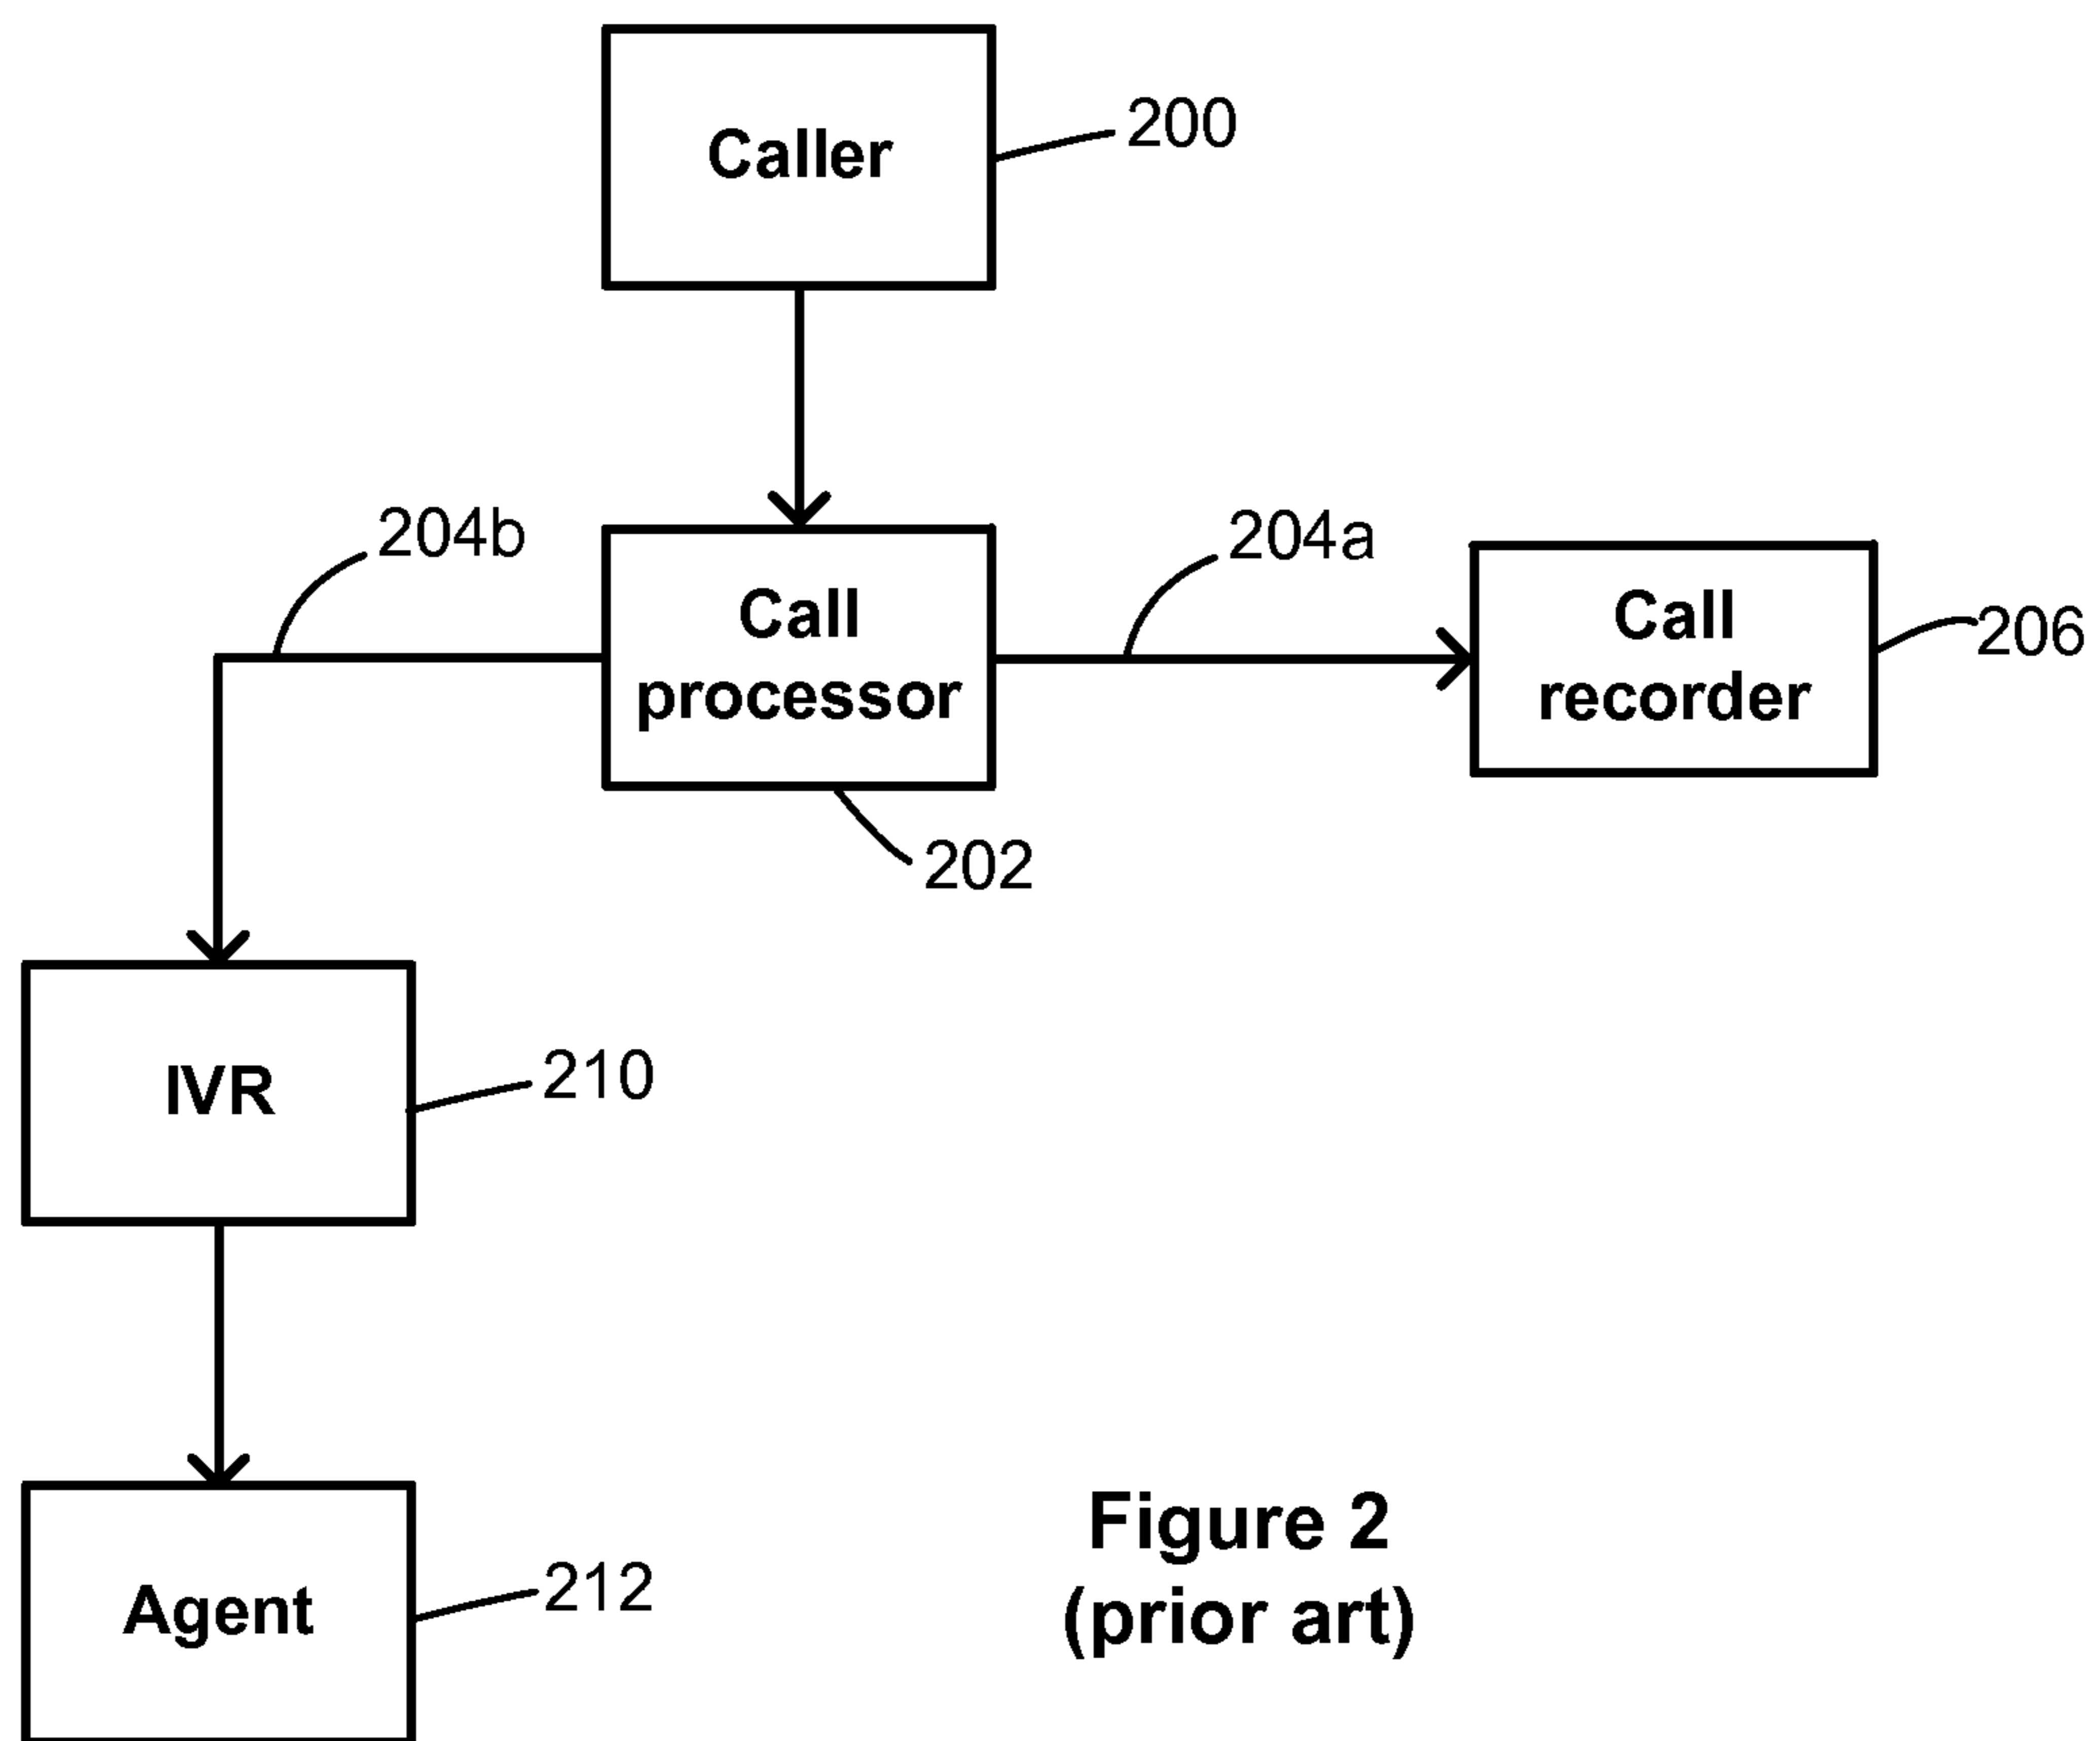 Caller
200
204b
Call
processor
204a
Call
recorder
206
202
IVR
210
Agent
212
Figure 2
(prior art)